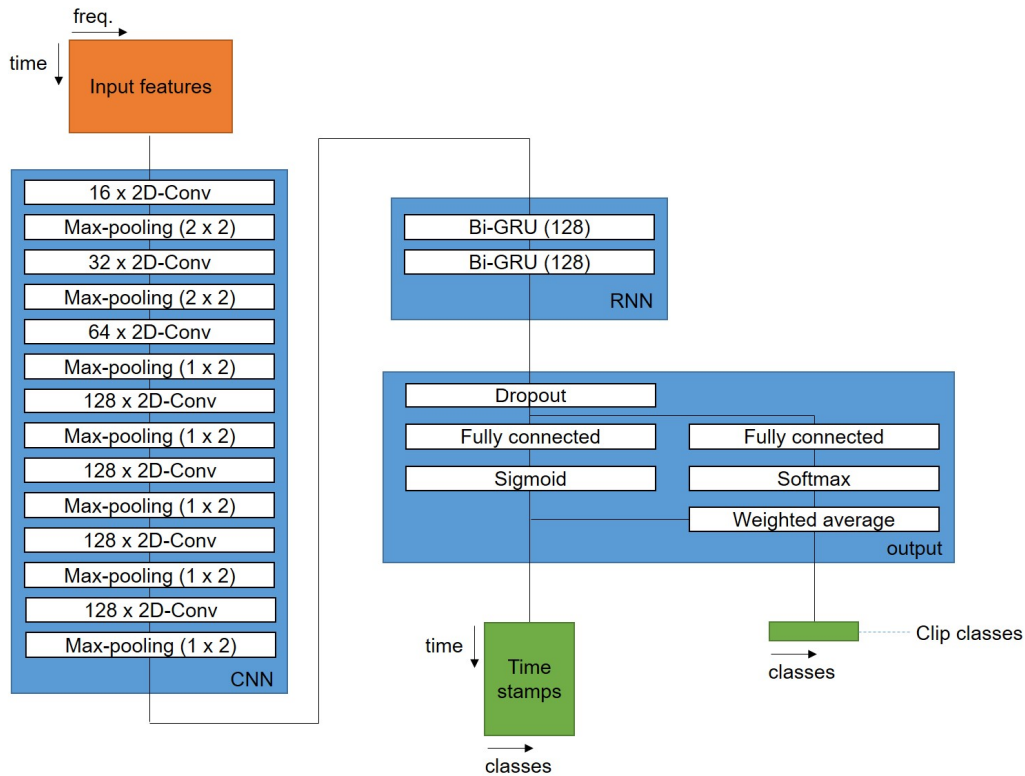 freq.
time
Input features
16 x 2D-Conv
Max-pooling (2 x 2)
32 x 2D-Conv
Max-pooling (2 x 2)
64 x 2D-Conv
Max-pooling (1 x 2)
128 x 2D-Conv
Max-pooling (1 x 2)
128 x 2D-Conv
Max-pooling (1 x 2)
128 x 2D-Conv
Max-pooling (1 x 2)
128 x 2D-Conv
Max-pooling (1 x 2)
CNN
Bi-GRU (128)
Bi-GRU (128)
RNN
Dropout
Fully connected
Sigmoid
Fully connected
Softmax
Weighted average
output
time
Time
stamps
classes
Clip classes
classes